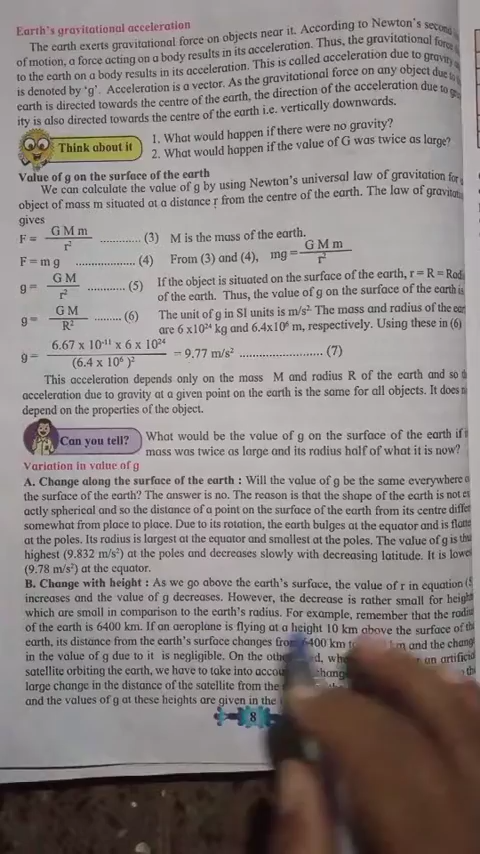 Earth's gravitational acceleration
The earth exerts gravitational force on objects near it. According to Newton's second
of motion, a force acting on a body results in its acceleration. Thus, the gravitational force
to the earth on a body results in its acceleration. This is called acceleration due to gravity
is denoted by 'g'. Acceleration is a vector. As the gravitational force on any object due to
earth is directed towards the centre of earth, the direction of the acceleration due to
ity is also directed towards the centre of earth i.e. vertically downwards.
Think about it
1. What would happen if there were no gravity?
2. What would happen if the value of G was twice as large?
Value of g on the surface of the earth
We can calculate the value of g by using Newton's universal law of gravitation for
object of mass m situated at a distance r from the centre of the earth. The law of
gives
F = G M m / r² ............ (3) M is the mass of the earth.
F = m g .................. (4) From (3) and (4), mg = G M m / r²
g = G M / r² ............ (5) If the object is situated on the surface of the earth, r = R =
of the earth. Thus, the value of g on the surface of the earth is
g = G M / R² ........ (6) The unit of g in SI units is m/s². The mass and radius of the
are 6 x10²⁴ kg and 6.4x10⁶ m, respectively. Using these in (6)
g = 6.67 x 10⁻¹¹ x 6 x 10²⁴ / (6.4 x 10⁶ )² = 9.77 m/s² ........................ (7)
This acceleration depends only on the mass M and radius R of the earth and so
acceleration due to gravity at a given point on the earth is the same for all objects. It does
depend on the properties of the object.
Can you tell?
What would be the value of g on the surface of the earth if
mass was twice as large and its radius half of what it is now?
Variation in value of g
A. Change along the surface of the earth : Will the value of g be the same everywhere
the surface of the earth? The answer is no. The reason is that the shape of the earth is not ex
actly spherical and so the distance of a point on the surface of the earth from its centre
somewhat from place to place. Due to its rotation, the earth bulges at the equator and is
at the poles. Its radius is largest at the equator and smallest at the poles. The value of g is
highest (9.832 m/s²) at the poles and decreases slowly with decreasing latitude. It is
(9.78 m/s²) at the equator.
B. Change with height : As we go above the earth's surface, the value of r in equation
increases and the value g decreases. However, the decrease is rather small for
which are small in comparison to the earth's radius. For example, remember that the
of the earth is 6400 km. If an aeroplane is flying at a height 10 km above the surface of
earth, its distance from the earth's surface changes from 6400 km and the
in the value of g due to it is negligible. On the an
satellite orbiting the earth, we have to take into
large change in the distance of the satellite from the
and the values of g at these heights are given in the
8